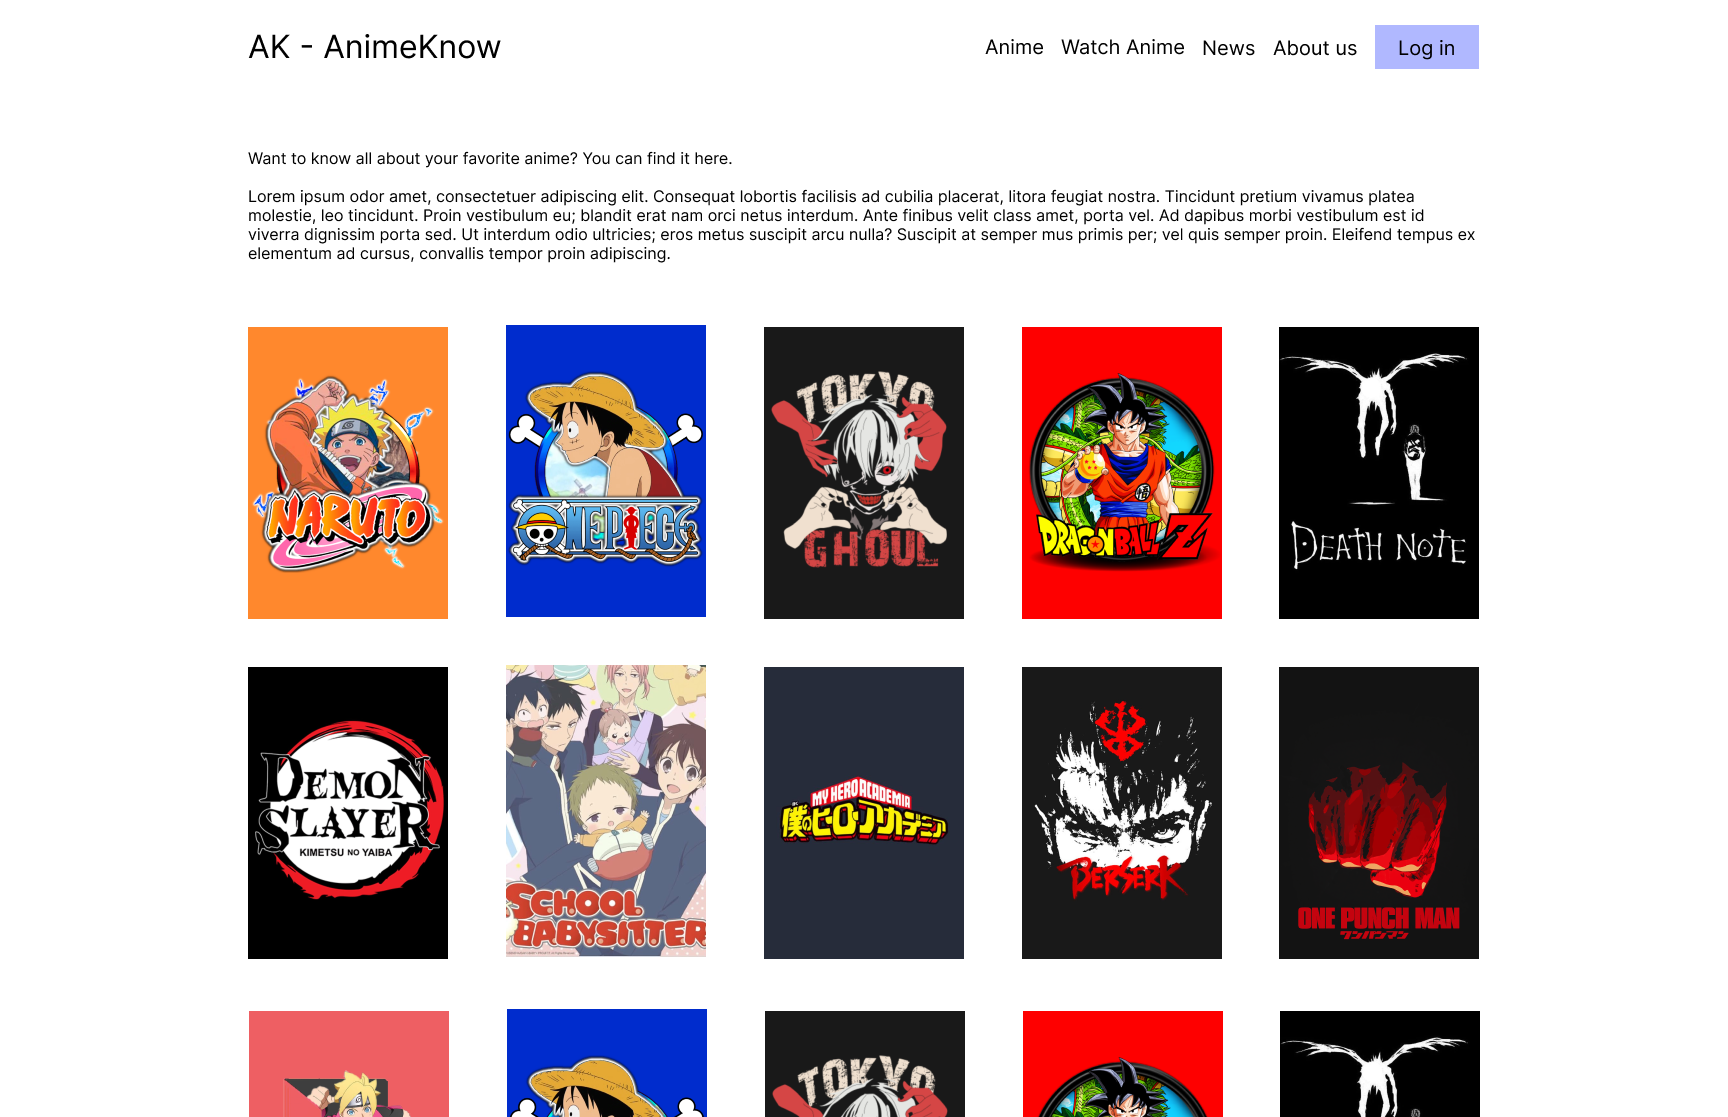 AK - AnimeKnow
Anime
Watch Anime
News
About us
Log in
Want to know all about your favorite anime? You can find it here.
Lorem ipsum odor amet, consectetuer adipiscing elit. Consequat lobortis facilisis ad cubilia placerat, litora feugiat nostra. Tincidunt pretium vivamus platea
molestie, leo tincidunt. Proin vestibulum eu; blandit erat nam orci netus interdum. Ante finibus velit class amet, porta vel. Ad dapibus morbi vestibulum est id
viverra dignissim porta sed. Ut interdum odio ultricies; eros metus suscipit arcu nulla? Suscipit at semper mus primis per; vel quis semper proin. Eleifend tempus ex
elementum ad cursus, convallis tempor proin adipiscing.
NARUTO
ONE PIECE
TOKYO
GHOUL
悟
DRAGON BALL Z
DEATH NOTE
DEMON
SLAYER
KIMETSU NO YAIBA
SCHOOL
BABYSITTER
MY HERO ACADEMIA
僕のヒーローアカデミア
BERSERK
ONE PUNCH MAN
ワンパンマン
TOKYO